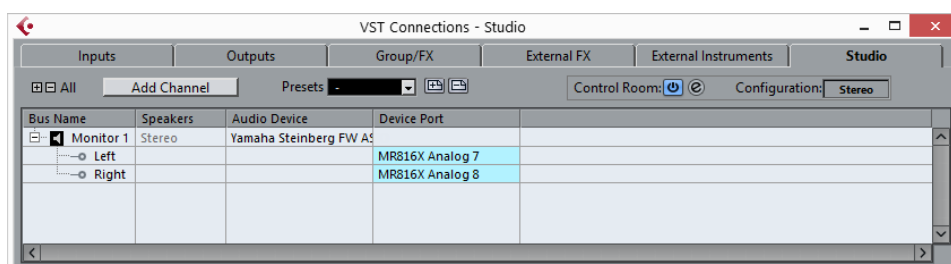 VST Connections - Studio
Inputs Outputs Group/FX External FX External Instruments Studio
All Add Channel Presets - Control Room: Configuration: Stereo
Bus Name Speakers Audio Device Device Port
Monitor 1 Stereo Yamaha Steinberg FW AS
Left MR816X Analog 7
Right MR816X Analog 8